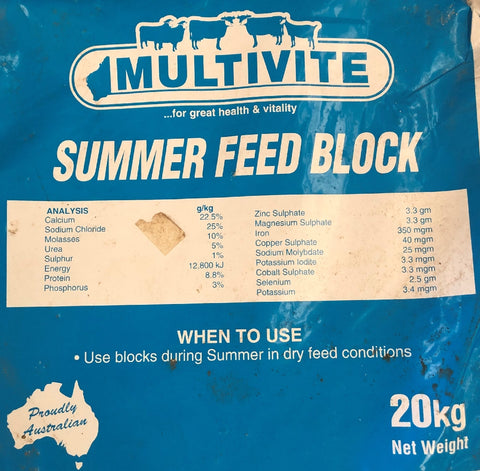 MULTIVITE
...for great health & vitality
SUMMER FEED BLOCK
ANALYSIS g/kg
Calcium 22.5%
Sodium Chloride 25%
Molasses 10%
Urea 5%
Sulphur 1%
Energy 12.800 kJ
Protein 8.8%
Phosphorus 3%
Zinc Sulphate 3.3 gm
Magnesium Sulphate 3.3 gm
Iron 350 mgm
Copper Sulphate 40 mgm
Sodium Molybdate 25 mgm
Potassium Iodite 3.3 mgm
Cobalt Sulphate 3.3 mgm
Selenium 2.5 gm
Potassium 3.4 mgm
WHEN TO USE
• Use blocks during Summer in dry feed conditions
Proudly
Australian
20kg
Net Weight